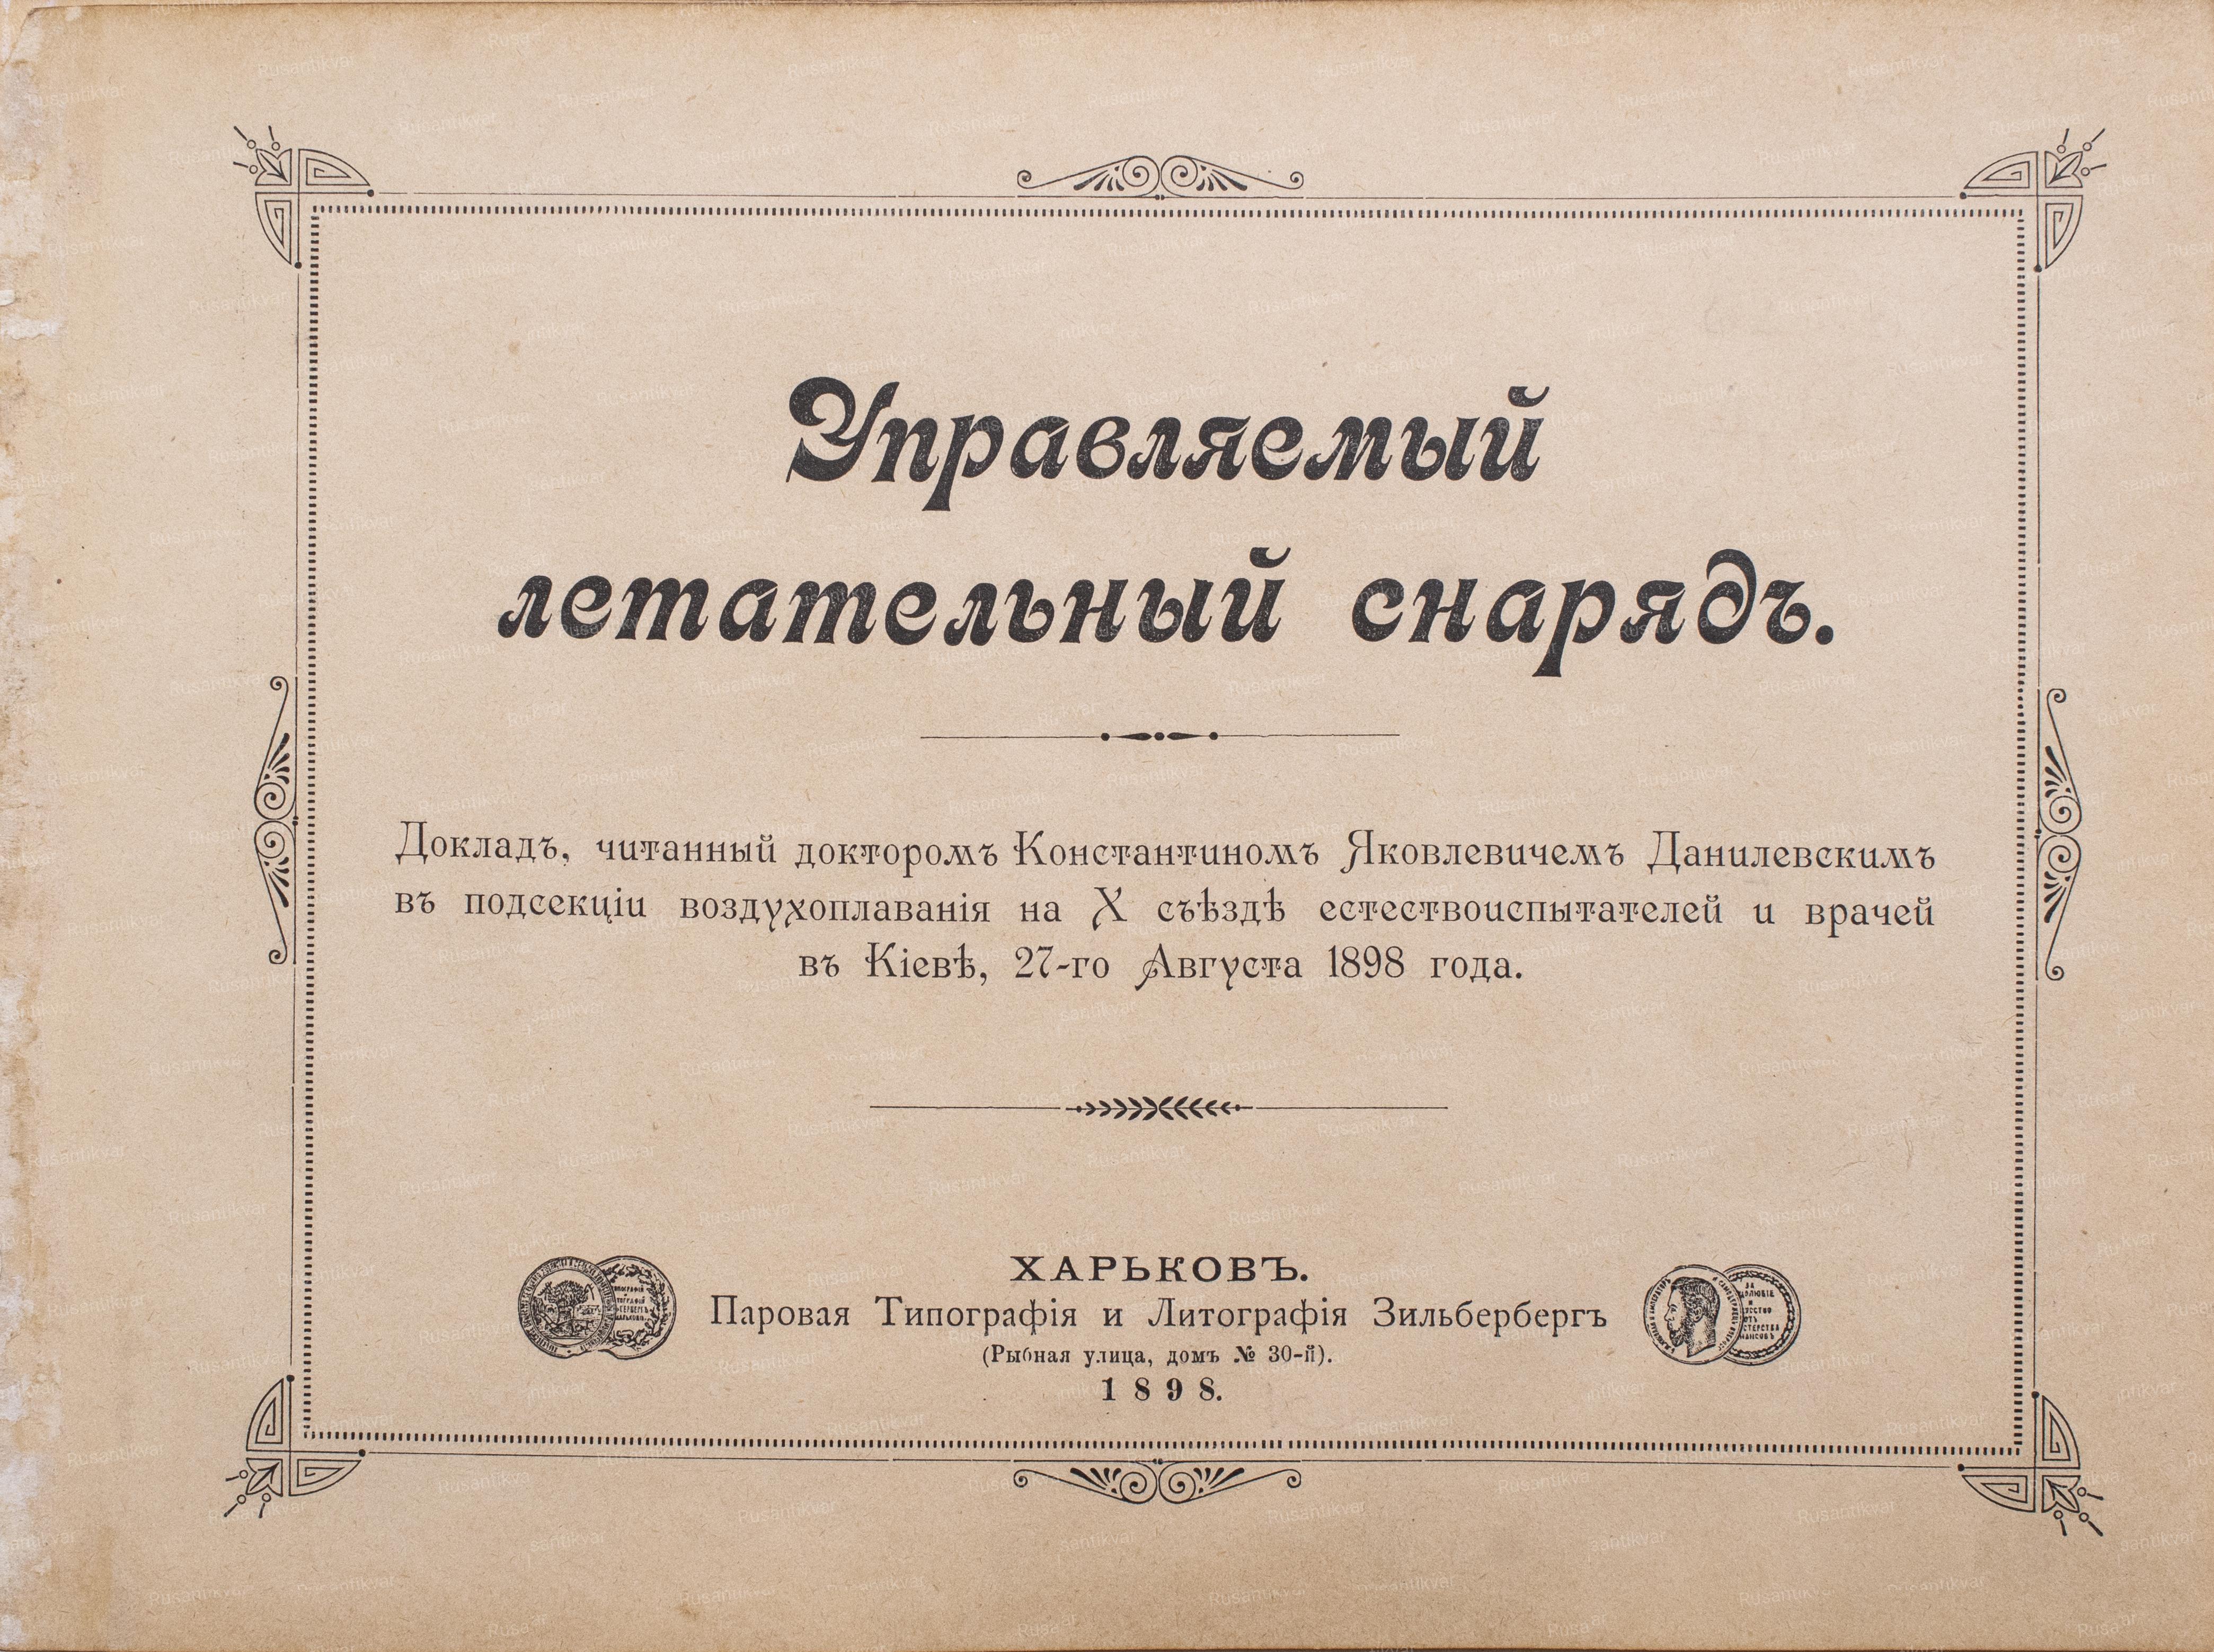 Управляемый
летательный снарядъ.
Докладъ, читанный докторомъ Константиномъ Яковлевичемъ Данилевскимъ
въ подсекціи воздухоплаванія на X съѣздѣ естествоиспытателей и врачей
въ Кіевѣ, 27-го Августа 1898 года.
ХАРЬКОВЪ.
Паровая Типографія и Литографія Зильбербергъ
(Рыбная улица, домъ № 30-й).
1898.
Rusantikvar